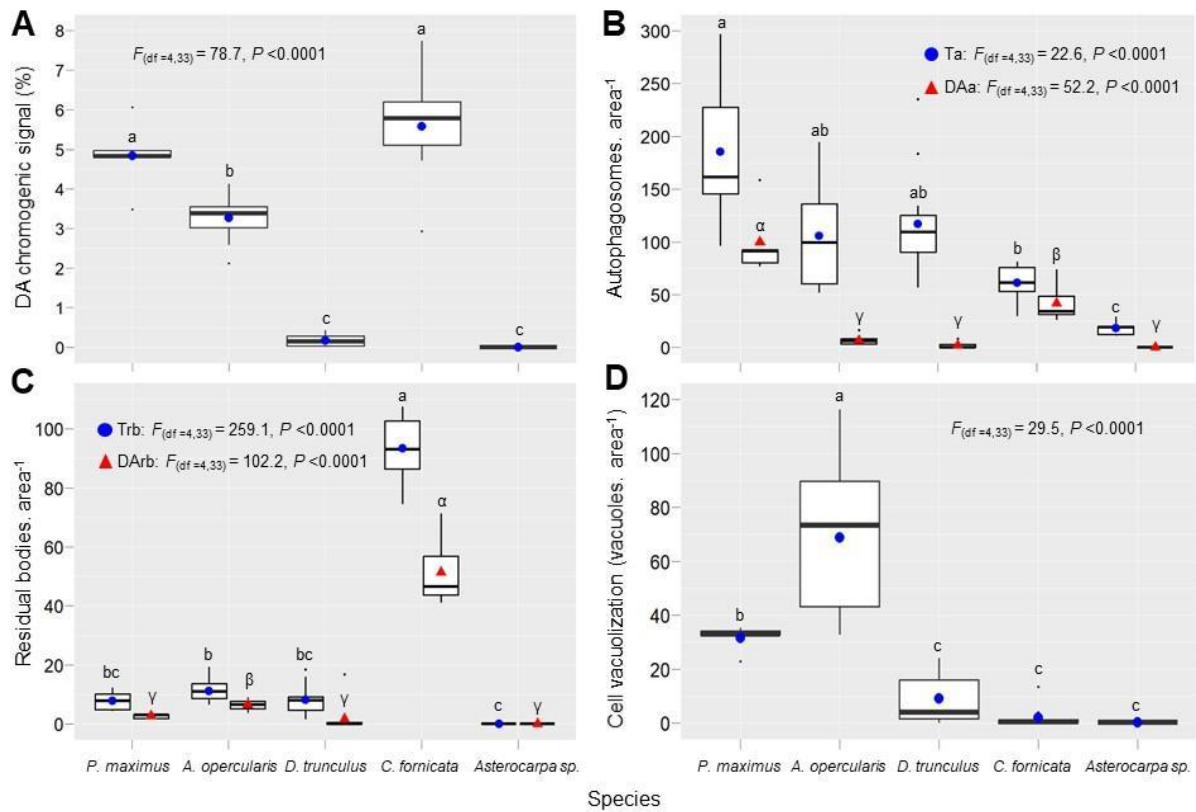 A
DA chromogenic signal (%)
8
7
6
5
4
3
2
1
0
F(df =4,33) = 78.7, P <0.0001
a
b
c
a
c
B
Autophagosomes. area-1
300
250
200
150
100
50
0
Ta: F(df =4,33) = 22.6, P <0.0001
DAa: F(df =4,33) = 52.2, P <0.0001
a
α
ab
γ
ab
γ
b
β
c
γ
C
Residual bodies. area-1
100
80
60
40
20
0
Trb: F(df =4,33) = 259.1, P <0.0001
DArb: F(df =4,33) = 102.2, P <0.0001
bc
γ
b
β
bc
γ
a
α
c
γ
P. maximus A. opercularis D. trunculus C. fornicata Asterocarpa sp.
D
Cell vacuolization (vacuoles. area-1)
120
100
80
60
40
20
0
F(df =4,33) = 29.5, P <0.0001
b
a
c
c
c
P. maximus A. opercularis D. trunculus C. fornicata Asterocarpa sp.
Species